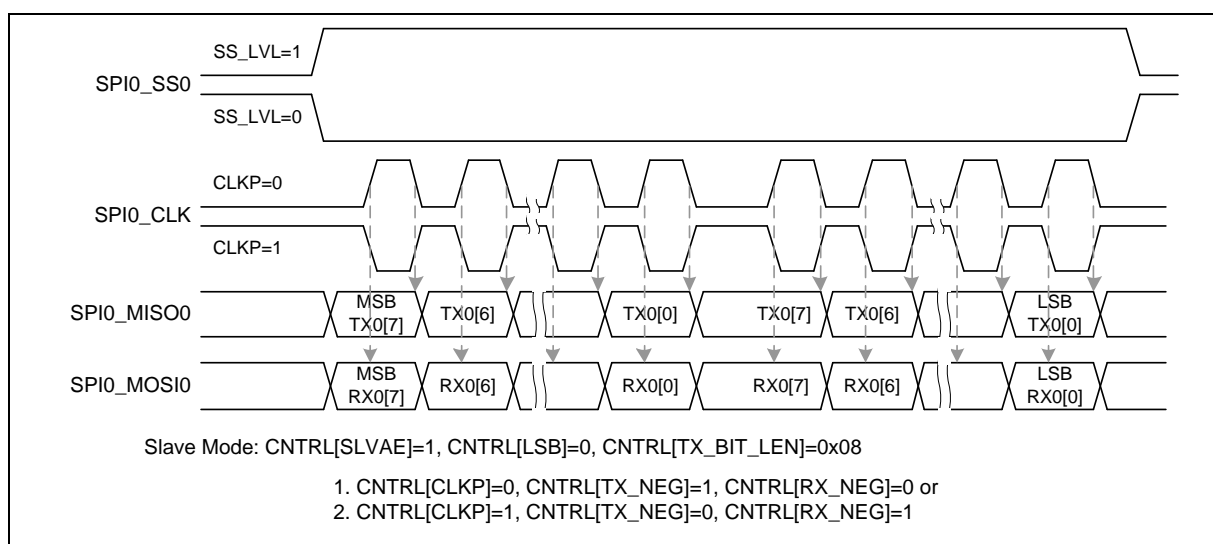 SS_LVL=1
SPI0_SS0
SS_LVL=0
CLKP=0
SPI0_CLK
CLKP=1
SPI0_MISO0
MSB
TX0[7]
TX0[6]
TX0[0]
TX0[7]
TX0[6]
LSB
TX0[0]
SPI0_MOSI0
MSB
RX0[7]
RX0[6]
RX0[0]
RX0[7]
RX0[6]
LSB
RX0[0]
Slave Mode: CNTRL[SLVAE]=1, CNTRL[LSB]=0, CNTRL[TX_BIT_LEN]=0x08
1. CNTRL[CLKP]=0, CNTRL[TX_NEG]=1, CNTRL[RX_NEG]=0 or
2. CNTRL[CLKP]=1, CNTRL[TX_NEG]=0, CNTRL[RX_NEG]=1